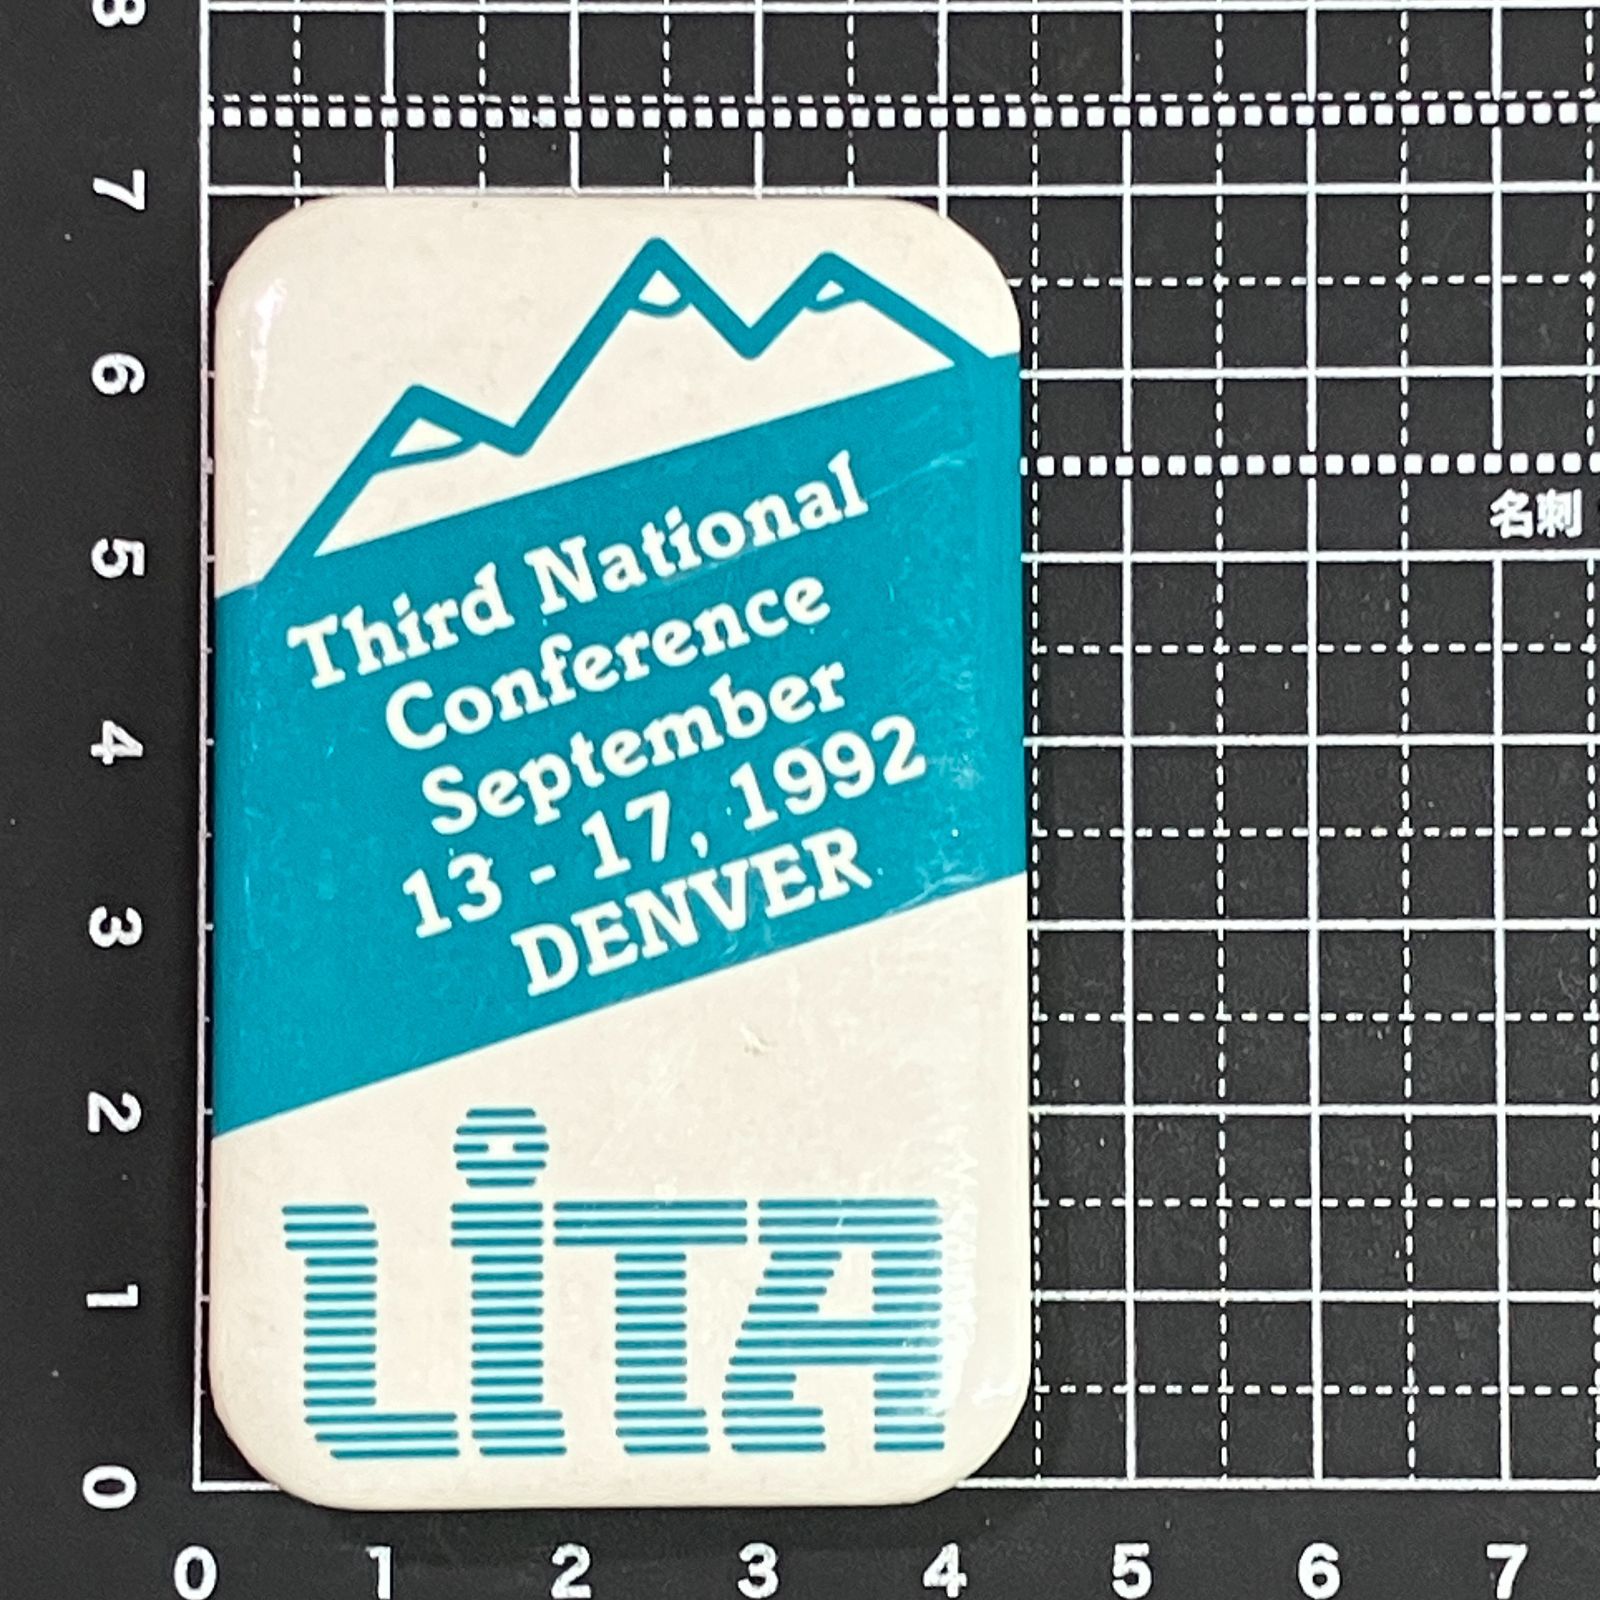 8
7
名刺
6
5
Third National
Conference
September
13 - 17, 1992
DENVER
4
3
2
LITA
1
0
0 1 2 3 4 5 6 7